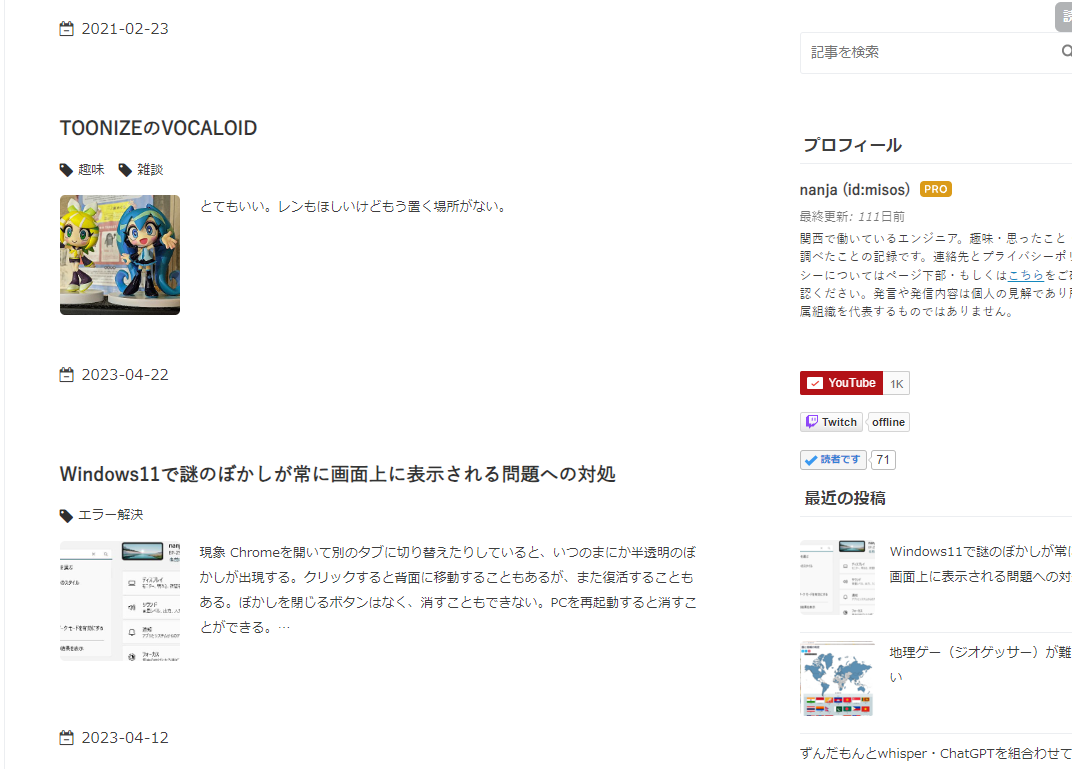 2021-02-23
TOONIZEのVOCALOID
趣味 雑談
とてもいい。レンもほしいけどもう置く場所がない。
2023-04-22
Windows11で謎のぼかしが常に画面上に表示される問題への対処
エラー解決
現象 Chromeを開いて別のタブに切り替えたりしていると、いつのまにか半透明のぼ
かしが出現する。クリックすると背面に移動することもあるが、また復活することも
ある。ぼかしを閉じるボタンはなく、消すこともできない。PCを再起動すると消すこ
とができる。…
ディスプレイ
サウンド
通知
フォーカス
2023-04-12
記事を検索
プロフィール
nanja (id:misos) PRO
最終更新: 111日前
関西で働いているエンジニア。趣味・思ったこと
調べたことの記録です。連絡先とプライバシーポリ
シーについてはページ下部・もしくはこちらをご確
認ください。発言や発信内容は個人の見解であり所
属組織を代表するものではありません。
YouTube 1K
Twitch offline
読者です 71
最近の投稿
Windows11で謎のぼかしが常に
画面上に表示される問題への対
地理ゲー（ジオゲッサー）が難
い
ずんだもんとwhisper・ChatGPTを組合わせて